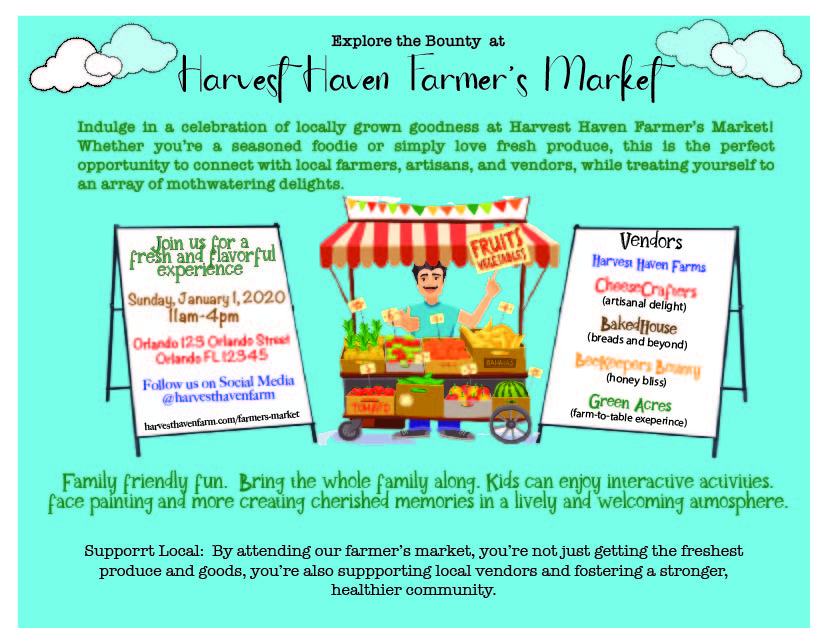 Explore the Bounty at
Harvest Haven Farmer's Market
Indulge in a celebration of locally grown goodness at Harvest Haven Farmer's Market!
Whether you're a seasoned foodie or simply love fresh produce, this is the perfect
opportunity to connect with local farmers, artisans, and vendors, while treating yourself to
an array of mothwatering delights.
Join us for a
fresh and flavorful
experience
Sunday, January 1, 2020
11am-4pm
Orlando 123 Orlando Street
Orlando FL 12345
Follow us on Social Media
@harvesthavenfarm
harvesthavenfarm.com/farmers-market
FRUITS
VEGETABLES
BANANAS
TOMATO
Vendors
Harvest Haven Farms
CheeseCrafters
(artisanal delight)
BakedHouse
(breads and beyond)
BeeKeepers Bounty
(honey bliss)
Green Acres
(farm-to-table exeperince)
Family friendly fun. Bring the whole family along. Kids can enjoy interactive activities.
face painting and more creating cherished memories in a lively and welcoming atmosphere.
Supporrt Local: By attending our farmer's market, you're not just getting the freshest
produce and goods, you're also suppporting local vendors and fostering a stronger,
healthier community.